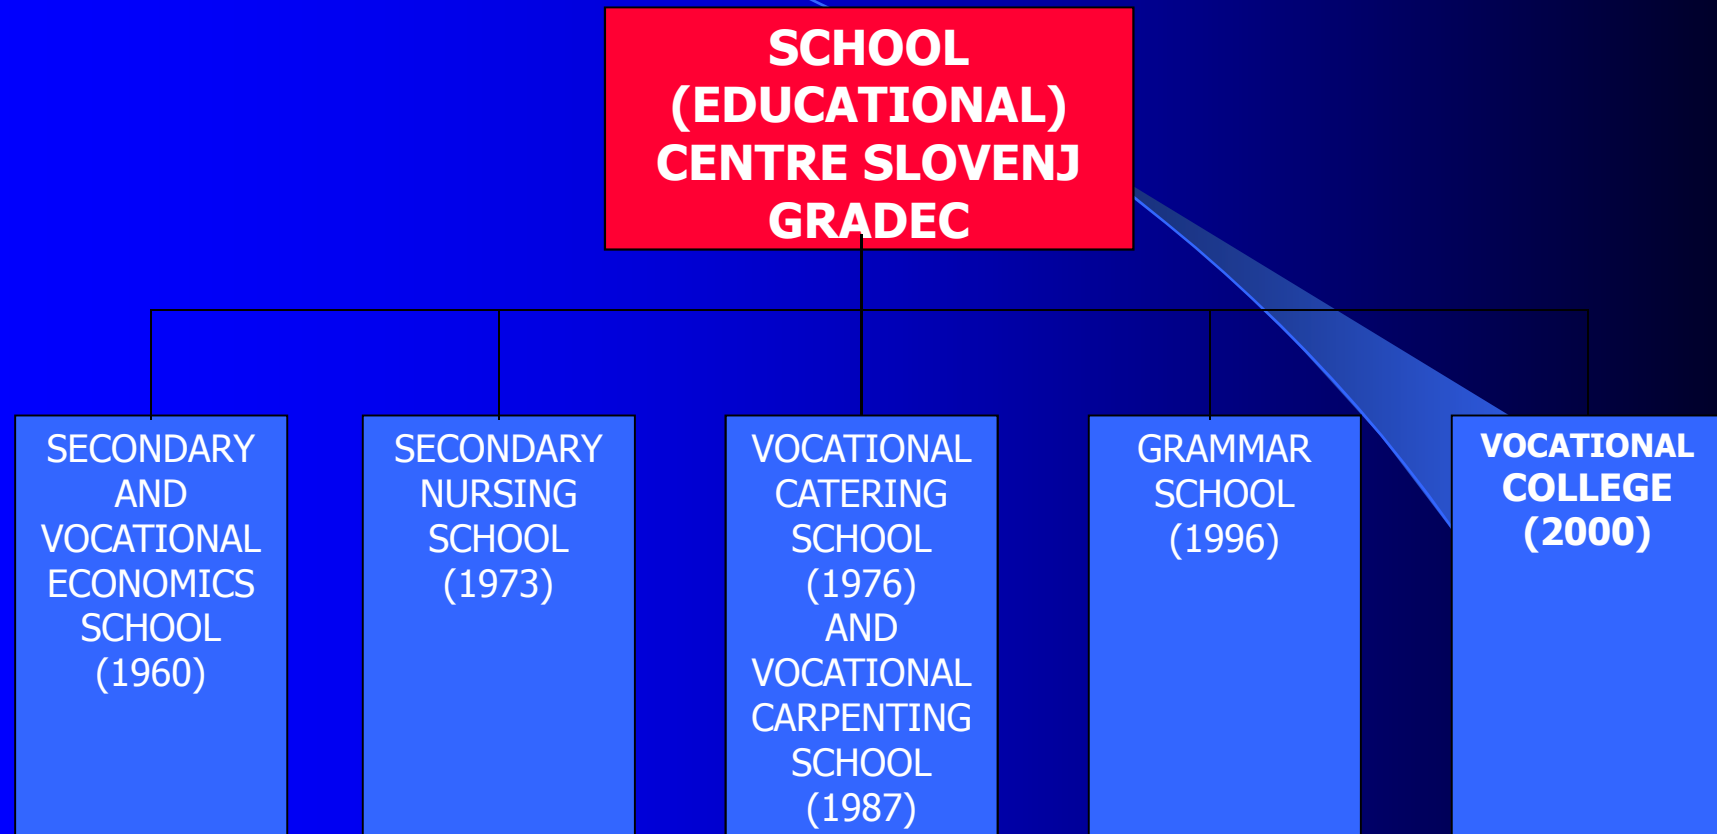 SCHOOL
(EDUCATIONAL)
CENTRE SLOVENJ
GRADEC
SECONDARY
AND
VOCATIONAL
ECONOMICS
SCHOOL
(1960)
SECONDARY
NURSING
SCHOOL
(1973)
VOCATIONAL
CATERING
SCHOOL
(1976)
AND
VOCATIONAL
CARPENTING
SCHOOL
(1987)
GRAMMAR
SCHOOL
(1996)
VOCATIONAL
COLLEGE
(2000)